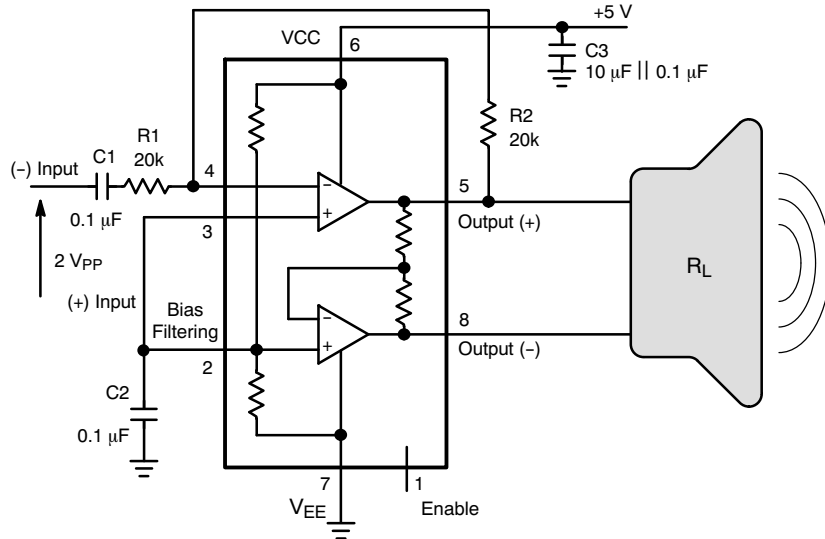 +5 V
VCC
6
C3
10 μF || 0.1 μF
R2
20k
R1
20k
C1
(–) Input
4
5
Output (+)
0.1 μF
3
2 VPP
RL
(+) Input
Bias
Filtering
8
Output (–)
2
C2
0.1 μF
7
1
VEE
Enable